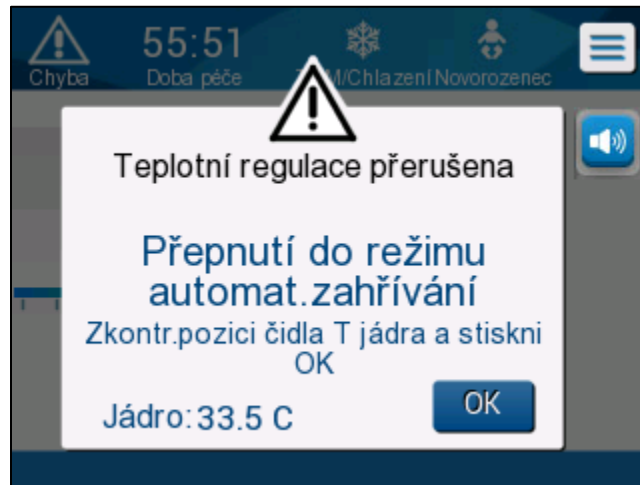 55:51
Chyba
Doba péče
M/Chlazení
Novorozenec
Teplotní regulace přerušena
Přepnutí do režimu
automat.zahřívání
Zkontr.pozici čidla T jádra a stiskni
OK
Jádro: 33.5 C
OK